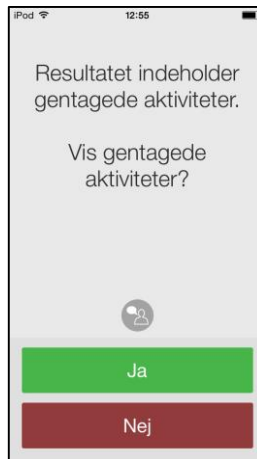 iPod 12:55
Resultatet indeholder
gentagede aktiviteter.
Vis gentagede
aktiviteter?
Ja
Nej